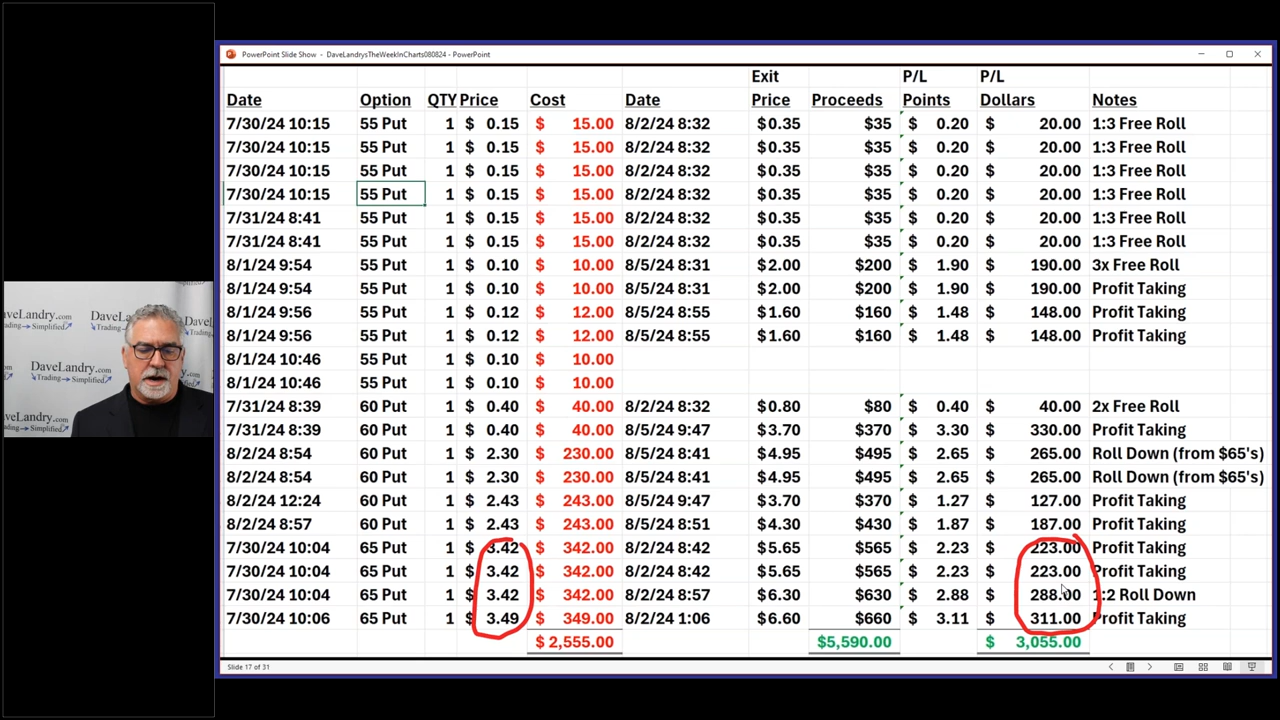 PowerPoint Slide Show - DaveLandrysTheWeekInCharts080824 - PowerPoint
Exit P/L P/L
Date Option QTY Price Cost Date Price Proceeds Points Dollars Notes
7/30/24 10:15 55 Put 1 $ 0.15 $ 15.00 8/2/24 8:32 $0.35 $35 $ 0.20 $ 20.00 1:3 Free Roll
7/30/24 10:15 55 Put 1 $ 0.15 $ 15.00 8/2/24 8:32 $0.35 $35 $ 0.20 $ 20.00 1:3 Free Roll
7/30/24 10:15 55 Put 1 $ 0.15 $ 15.00 8/2/24 8:32 $0.35 $35 $ 0.20 $ 20.00 1:3 Free Roll
7/30/24 10:15 55 Put 1 $ 0.15 $ 15.00 8/2/24 8:32 $0.35 $35 $ 0.20 $ 20.00 1:3 Free Roll
7/31/24 8:41 55 Put 1 $ 0.15 $ 15.00 8/2/24 8:32 $0.35 $35 $ 0.20 $ 20.00 1:3 Free Roll
7/31/24 8:41 55 Put 1 $ 0.15 $ 15.00 8/2/24 8:32 $0.35 $35 $ 0.20 $ 20.00 1:3 Free Roll
8/1/24 9:54 55 Put 1 $ 0.10 $ 10.00 8/5/24 8:31 $2.00 $200 $ 1.90 $ 190.00 3x Free Roll
8/1/24 9:54 55 Put 1 $ 0.10 $ 10.00 8/5/24 8:31 $2.00 $200 $ 1.90 $ 190.00 Profit Taking
8/1/24 9:56 55 Put 1 $ 0.12 $ 12.00 8/5/24 8:55 $1.60 $160 $ 1.48 $ 148.00 Profit Taking
8/1/24 9:56 55 Put 1 $ 0.12 $ 12.00 8/5/24 8:55 $1.60 $160 $ 1.48 $ 148.00 Profit Taking
8/1/24 10:46 55 Put 1 $ 0.10 $ 10.00
8/1/24 10:46 55 Put 1 $ 0.10 $ 10.00
7/31/24 8:39 60 Put 1 $ 0.40 $ 40.00 8/2/24 8:32 $0.80 $80 $ 0.40 $ 40.00 2x Free Roll
7/31/24 8:39 60 Put 1 $ 0.40 $ 40.00 8/5/24 9:47 $3.70 $370 $ 3.30 $ 330.00 Profit Taking
8/2/24 8:54 60 Put 1 $ 2.30 $ 230.00 8/5/24 8:41 $4.95 $495 $ 2.65 $ 265.00 Roll Down (from $65's)
8/2/24 8:54 60 Put 1 $ 2.30 $ 230.00 8/5/24 8:41 $4.95 $495 $ 2.65 $ 265.00 Roll Down (from $65's)
8/2/24 12:24 60 Put 1 $ 2.43 $ 243.00 8/5/24 9:47 $3.70 $370 $ 1.27 $ 127.00 Profit Taking
8/2/24 8:57 60 Put 1 $ 2.43 $ 243.00 8/5/24 8:51 $4.30 $430 $ 1.87 $ 187.00 Profit Taking
7/30/24 10:04 65 Put 1 $ 3.42 $ 342.00 8/2/24 8:42 $5.65 $565 $ 2.23 $ 223.00 Profit Taking
7/30/24 10:04 65 Put 1 $ 3.42 $ 342.00 8/2/24 8:42 $5.65 $565 $ 2.23 $ 223.00 Profit Taking
7/30/24 10:04 65 Put 1 $ 3.42 $ 342.00 8/2/24 8:57 $6.30 $630 $ 2.88 $ 288.00 1:2 Roll Down
7/30/24 10:06 65 Put 1 $ 3.49 $ 349.00 8/2/24 1:06 $6.60 $660 $ 3.11 $ 311.00 Profit Taking
$ 2,555.00 $5,590.00 $ 3,055.00
Slide 17 of 31
DaveLandry.com
Trading Simplified